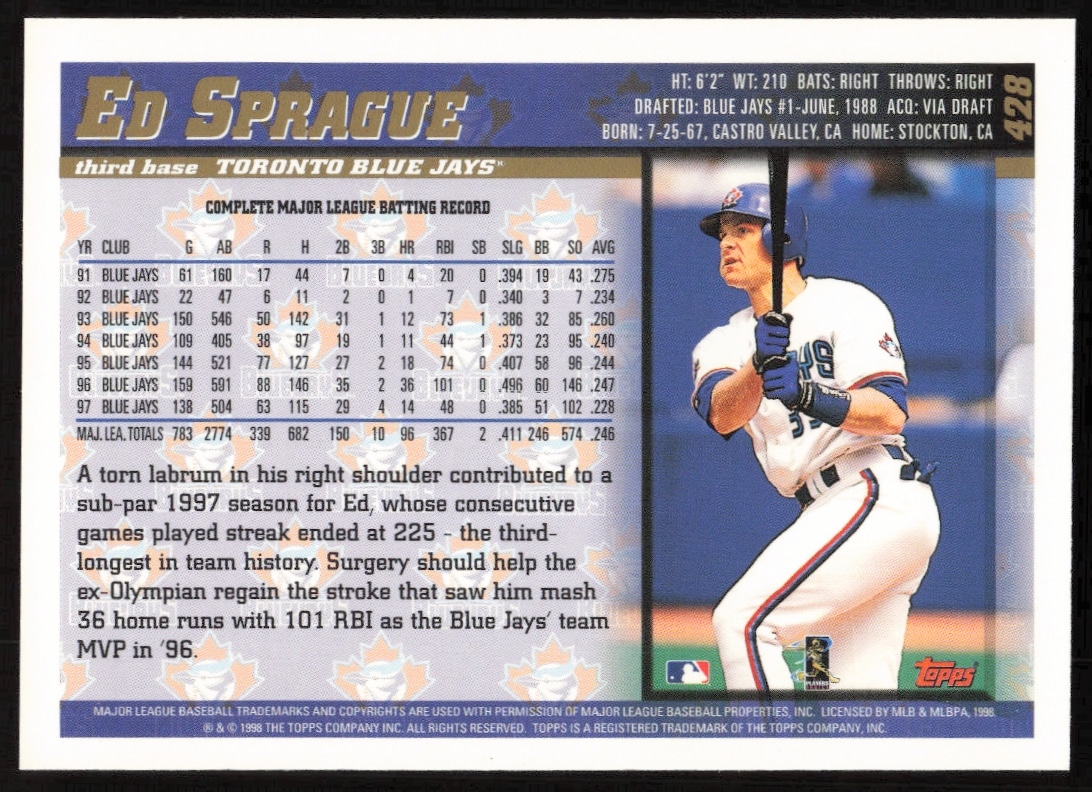 ED SPRAGUE
HT: 6'2" WT: 210 BATS: RIGHT THROWS: RIGHT
DRAFTED: BLUE JAYS #1-JUNE, 1988 ACQ: VIA DRAFT
BORN: 7-25-67, CASTRO VALLEY, CA HOME: STOCKTON, CA
428
third base TORONTO BLUE JAYS
COMPLETE MAJOR LEAGUE BATTING RECORD
YR CLUB G AB R H 2B 3B HR RBI SB SLG BB SO AVG
91 BLUE JAYS 61 160 17 44 7 0 4 20 0 .394 19 43 .275
92 BLUE JAYS 22 47 6 11 2 0 1 7 0 .340 3 7 .234
93 BLUE JAYS 150 546 50 142 31 1 12 73 1 .386 32 85 .260
94 BLUE JAYS 109 405 38 97 19 1 11 44 1 .373 23 95 .240
95 BLUE JAYS 144 521 77 127 27 2 18 74 0 .407 58 96 .244
96 BLUE JAYS 159 591 88 146 35 2 36 101 0 .496 60 146 .247
97 BLUE JAYS 138 504 63 115 29 4 14 48 0 .385 51 102 .228
MAJ. LEA. TOTALS 783 2774 339 682 150 10 96 367 2 .411 246 574 .246
A torn labrum in his right shoulder contributed to a
sub-par 1997 season for Ed, whose consecutive
games played streak ended at 225 - the third-
longest in team history. Surgery should help the
ex-Olympian regain the stroke that saw him mash
36 home runs with 101 RBI as the Blue Jays' team
MVP in '96.
YS
33
PLAYERS
Topps
MAJOR LEAGUE BASEBALL TRADEMARKS AND COPYRIGHTS ARE USED WITH PERMISSION OF MAJOR LEAGUE BASEBALL PROPERTIES, INC. LICENSED BY MLB & MLBPA, 1998
® & © 1998 THE TOPPS COMPANY INC. ALL RIGHTS RESERVED. TOPPS IS A REGISTERED TRADEMARK OF THE TOPPS COMPANY, INC.